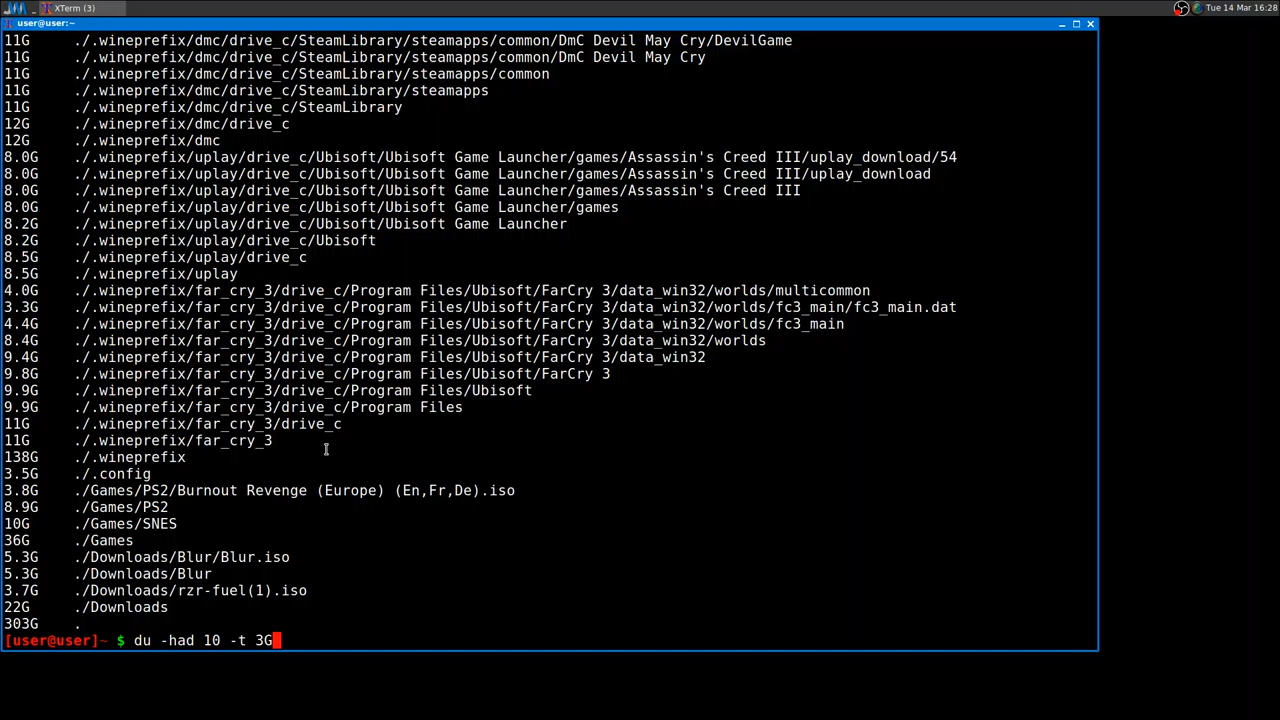 XTerm (3)
Tue 14 Mar 16:28
user@user:~
11G ./.wineprefix/dmc/drive_c/SteamLibrary/steamapps/common/DmC Devil May Cry/DevilGame
11G ./.wineprefix/dmc/drive_c/SteamLibrary/steamapps/common/DmC Devil May Cry
11G ./.wineprefix/dmc/drive_c/SteamLibrary/steamapps/common
11G ./.wineprefix/dmc/drive_c/SteamLibrary/steamapps
11G ./.wineprefix/dmc/drive_c/SteamLibrary
12G ./.wineprefix/dmc/drive_c
12G ./.wineprefix/dmc
8.0G ./.wineprefix/uplay/drive_c/Ubisoft/Ubisoft Game Launcher/games/Assassin's Creed III/uplay_download/54
8.0G ./.wineprefix/uplay/drive_c/Ubisoft/Ubisoft Game Launcher/games/Assassin's Creed III/uplay_download
8.0G ./.wineprefix/uplay/drive_c/Ubisoft/Ubisoft Game Launcher/games/Assassin's Creed III
8.0G ./.wineprefix/uplay/drive_c/Ubisoft/Ubisoft Game Launcher/games
8.2G ./.wineprefix/uplay/drive_c/Ubisoft/Ubisoft Game Launcher
8.2G ./.wineprefix/uplay/drive_c/Ubisoft
8.5G ./.wineprefix/uplay/drive_c
8.5G ./.wineprefix/uplay
4.0G ./.wineprefix/far_cry_3/drive_c/Program Files/Ubisoft/FarCry 3/data_win32/worlds/multicommon
3.3G ./.wineprefix/far_cry_3/drive_c/Program Files/Ubisoft/FarCry 3/data_win32/worlds/fc3_main/fc3_main.dat
4.4G ./.wineprefix/far_cry_3/drive_c/Program Files/Ubisoft/FarCry 3/data_win32/worlds/fc3_main
8.4G ./.wineprefix/far_cry_3/drive_c/Program Files/Ubisoft/FarCry 3/data_win32/worlds
9.4G ./.wineprefix/far_cry_3/drive_c/Program Files/Ubisoft/FarCry 3/data_win32
9.8G ./.wineprefix/far_cry_3/drive_c/Program Files/Ubisoft/FarCry 3
9.9G ./.wineprefix/far_cry_3/drive_c/Program Files/Ubisoft
9.9G ./.wineprefix/far_cry_3/drive_c/Program Files
11G ./.wineprefix/far_cry_3/drive_c
11G ./.wineprefix/far_cry_3
138G ./.wineprefix
3.5G ./.config
3.8G ./Games/PS2/Burnout Revenge (Europe) (En,Fr,De).iso
8.9G ./Games/PS2
10G ./Games/SNES
36G ./Games
5.3G ./Downloads/Blur/Blur.iso
5.3G ./Downloads/Blur
3.7G ./Downloads/rzr-fuel(1).iso
22G ./Downloads
303G .
[user@user]~ $ du -had 10 -t 3G